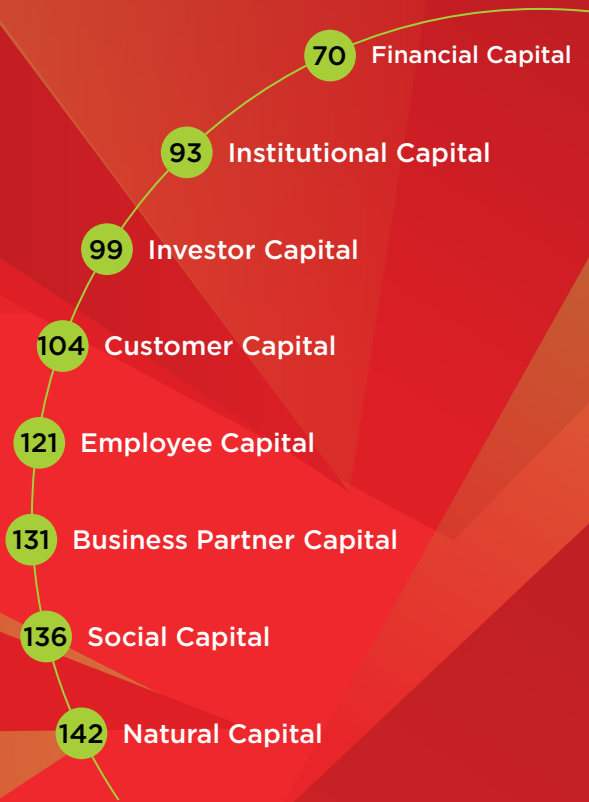 70 Financial Capital
93 Institutional Capital
99 Investor Capital
104 Customer Capital
121 Employee Capital
131 Business Partner Capital
136 Social Capital
142 Natural Capital